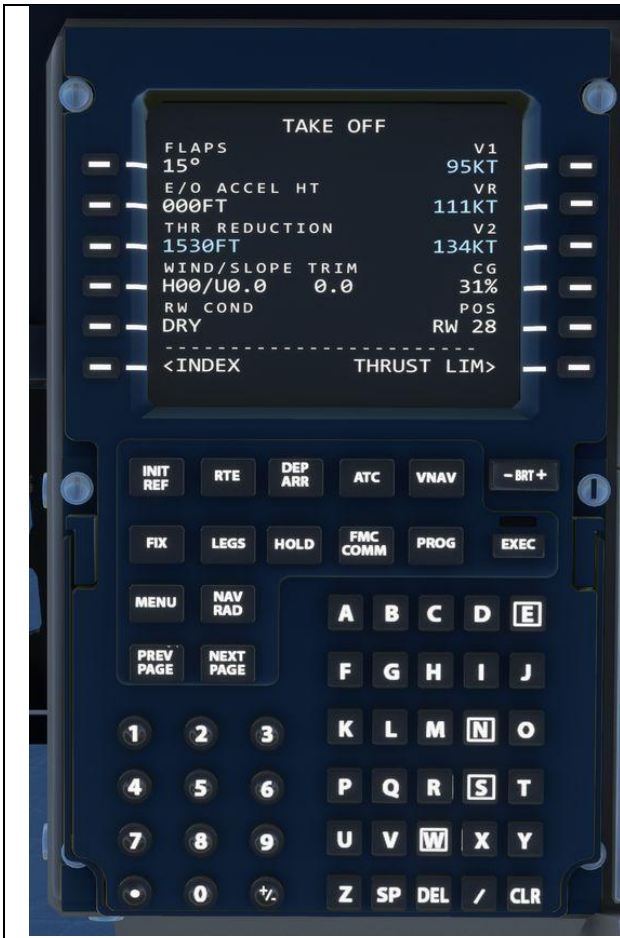 TAKE OFF
FLAPS V1
15° 95KT
E/O ACCEL HT VR
000FT 111KT
THR REDUCTION V2
1530FT 134KT
WIND/SLOPE TRIM CG
H00/U0.0 0.0 31%
RW COND POS
DRY RW 28
<INDEX THRUST LIM>
INIT REF RTE DEP ARR ATC VNAV - BRT +
FIX LEGS HOLD FMC COMM PROG EXEC
MENU NAV RAD
A B C D E
PREV PAGE NEXT PAGE
F G H I J
1 2 3 K L M N O
4 5 6 P Q R S T
7 8 9 U V W X Y
• 0 +/- Z SP DEL / CLR